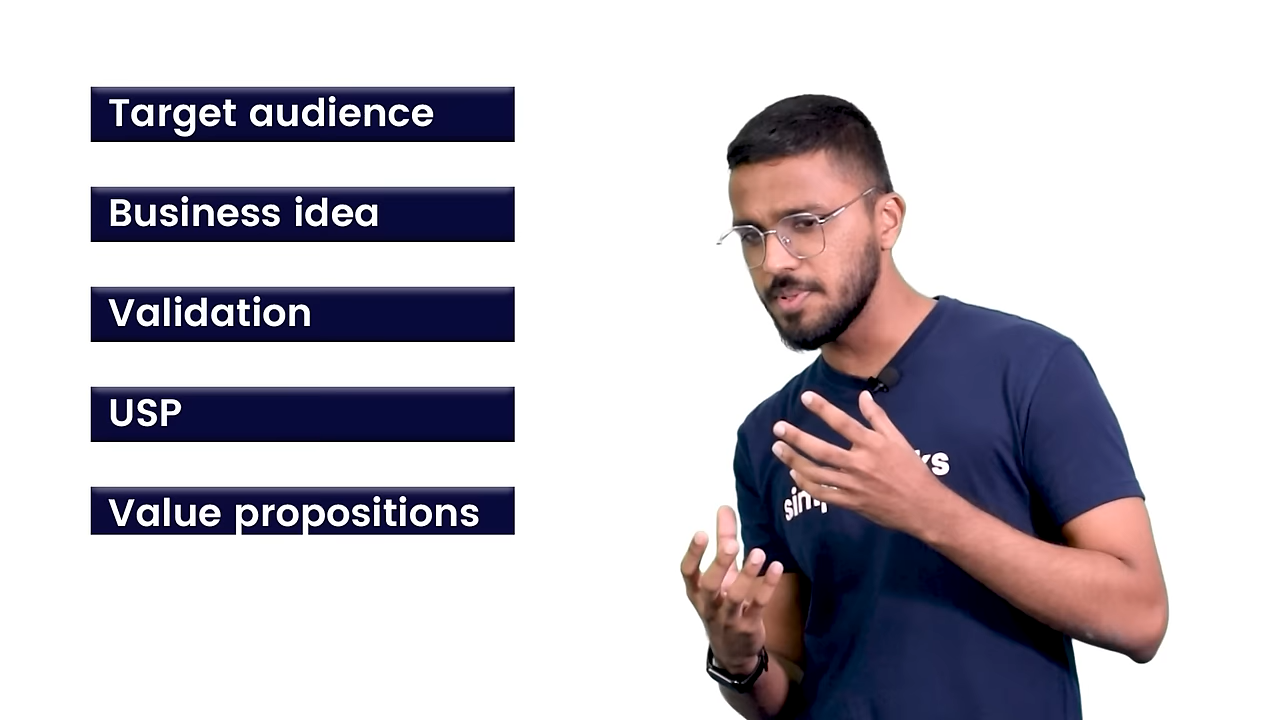 Target audience
Business idea
Validation
USP
Value propositions